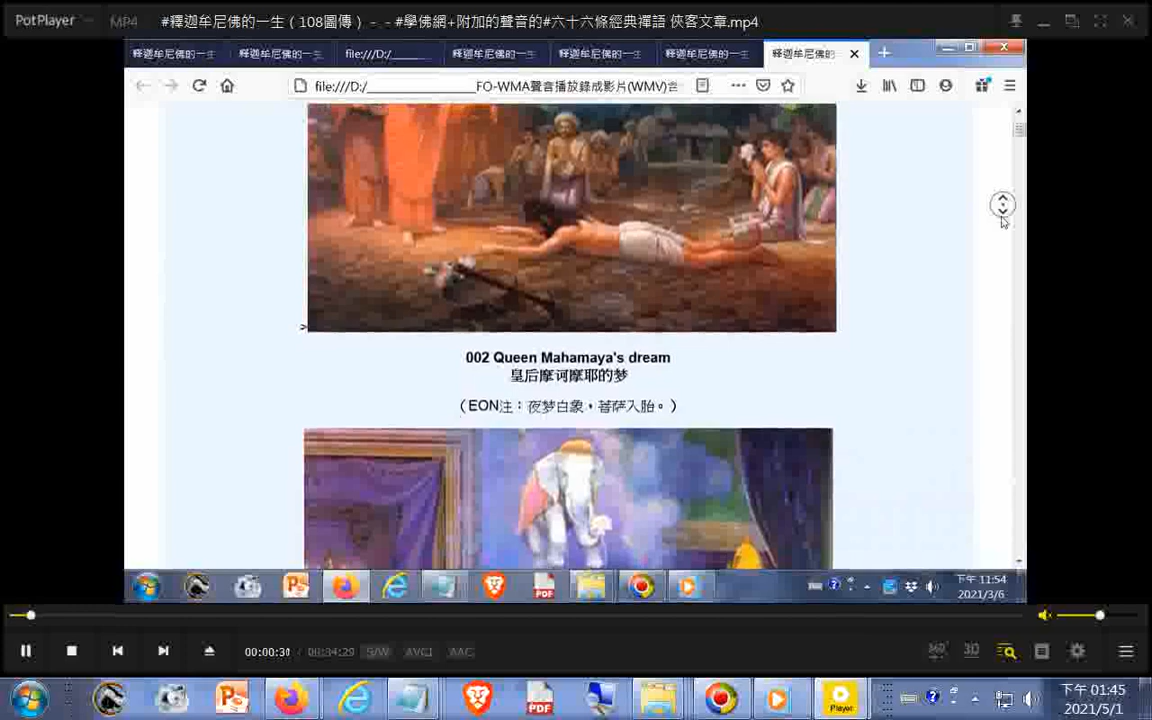 PotPlayer MP4 #釋迦牟尼佛的一生（108圖傳）- - #學佛網+附加的聲音的#六十六條經典禪語 俠客文章.mp4
釋迦牟尼佛的一生 釋迦牟尼佛的一生 file:///D:/______ 釋迦牟尼佛的一生 釋迦牟尼佛的一生 釋迦牟尼佛的一生 釋迦牟尼佛的一生
file:///D:/__________________FO-WMA聲音播放錄成影片(WMV)
>
002 Queen Mahamaya's dream
皇后摩诃摩耶的梦
（EON注：夜梦白象，菩萨入胎。）
下午 11:54
2021/3/6
00:00:30 / 00:34:29 S/W AVC1 AAC
3D
下午 01:45
2021/5/1